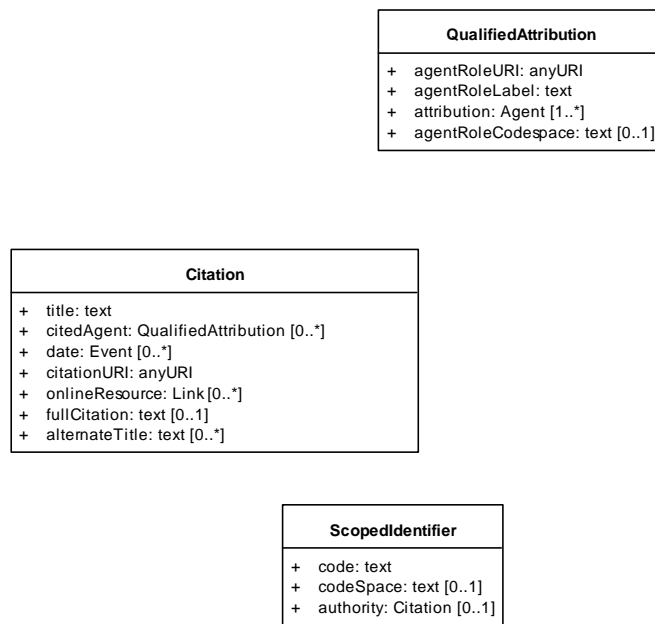 QualifiedAttribution
+ agentRoleURI: anyURI
+ agentRoleLabel: text
+ attribution: Agent [1..*]
+ agentRoleCodespace: text [0..1]
Citation
+ title: text
+ citedAgent: QualifiedAttribution [0..*]
+ date: Event [0..*]
+ citationURI: anyURI
+ onlineResource: Link [0..*]
+ fullCitation: text [0..1]
+ alternateTitle: text [0..*]
ScopedIdentifier
+ code: text
+ codeSpace: text [0..1]
+ authority: Citation [0..1]